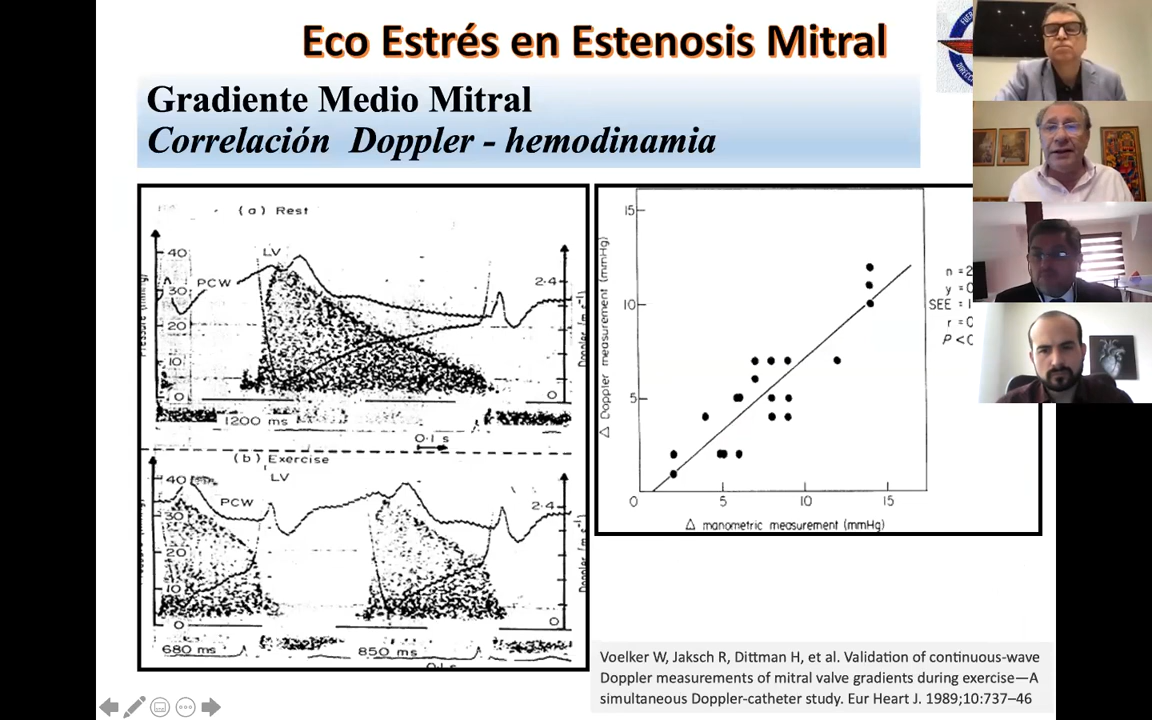 Eco Estrés en Estenosis Mitral
Gradiente Medio Mitral
Correlación Doppler - hemodinamia
(a) Rest
LV
PCW
40
30
20
10
0
2·4
0
1200 ms
0·1 s
(b) Exercise
LV
PCW
40
30
20
10
0
2·4
0
680 ms
850 ms
0·1 s
Δ Doppler measurement (mmHg)
15
10
5
0
5
10
15
Δ manometric measurement (mmHg)
SEE =
P <
Voelker W, Jaksch R, Dittman H, et al. Validation of continuous-wave
Doppler measurements of mitral valve gradients during exercise—A
simultaneous Doppler-catheter study. Eur Heart J. 1989;10:737–46